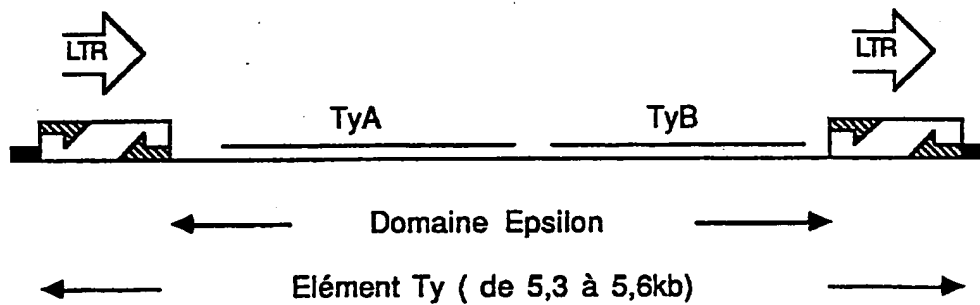 LTR LTR
TyA TyB
Domaine Epsilon
Elément Ty ( de 5,3 à 5,6kb)